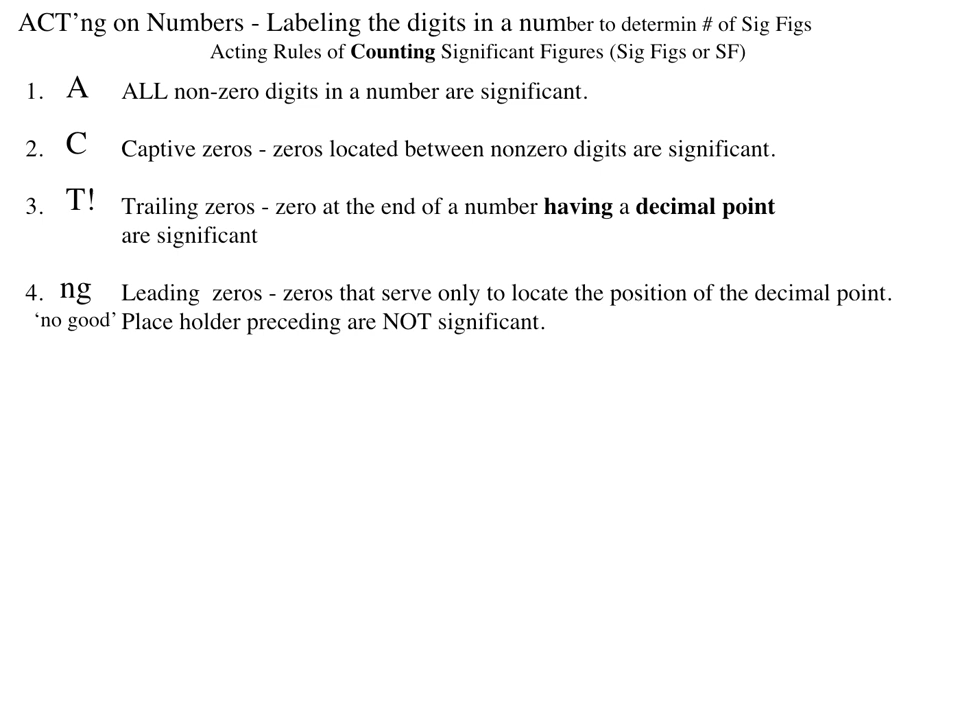 ACT’ng on Numbers - Labeling the digits in a number to determin # of Sig Figs
Acting Rules of Counting Significant Figures (Sig Figs or SF)
1. A ALL non-zero digits in a number are significant.
2. C Captive zeros - zeros located between nonzero digits are significant.
3. T! Trailing zeros - zero at the end of a number having a decimal point
are significant
4. ng Leading  zeros - zeros that serve only to locate the position of the decimal point.
‘no good’ Place holder preceding are NOT significant.